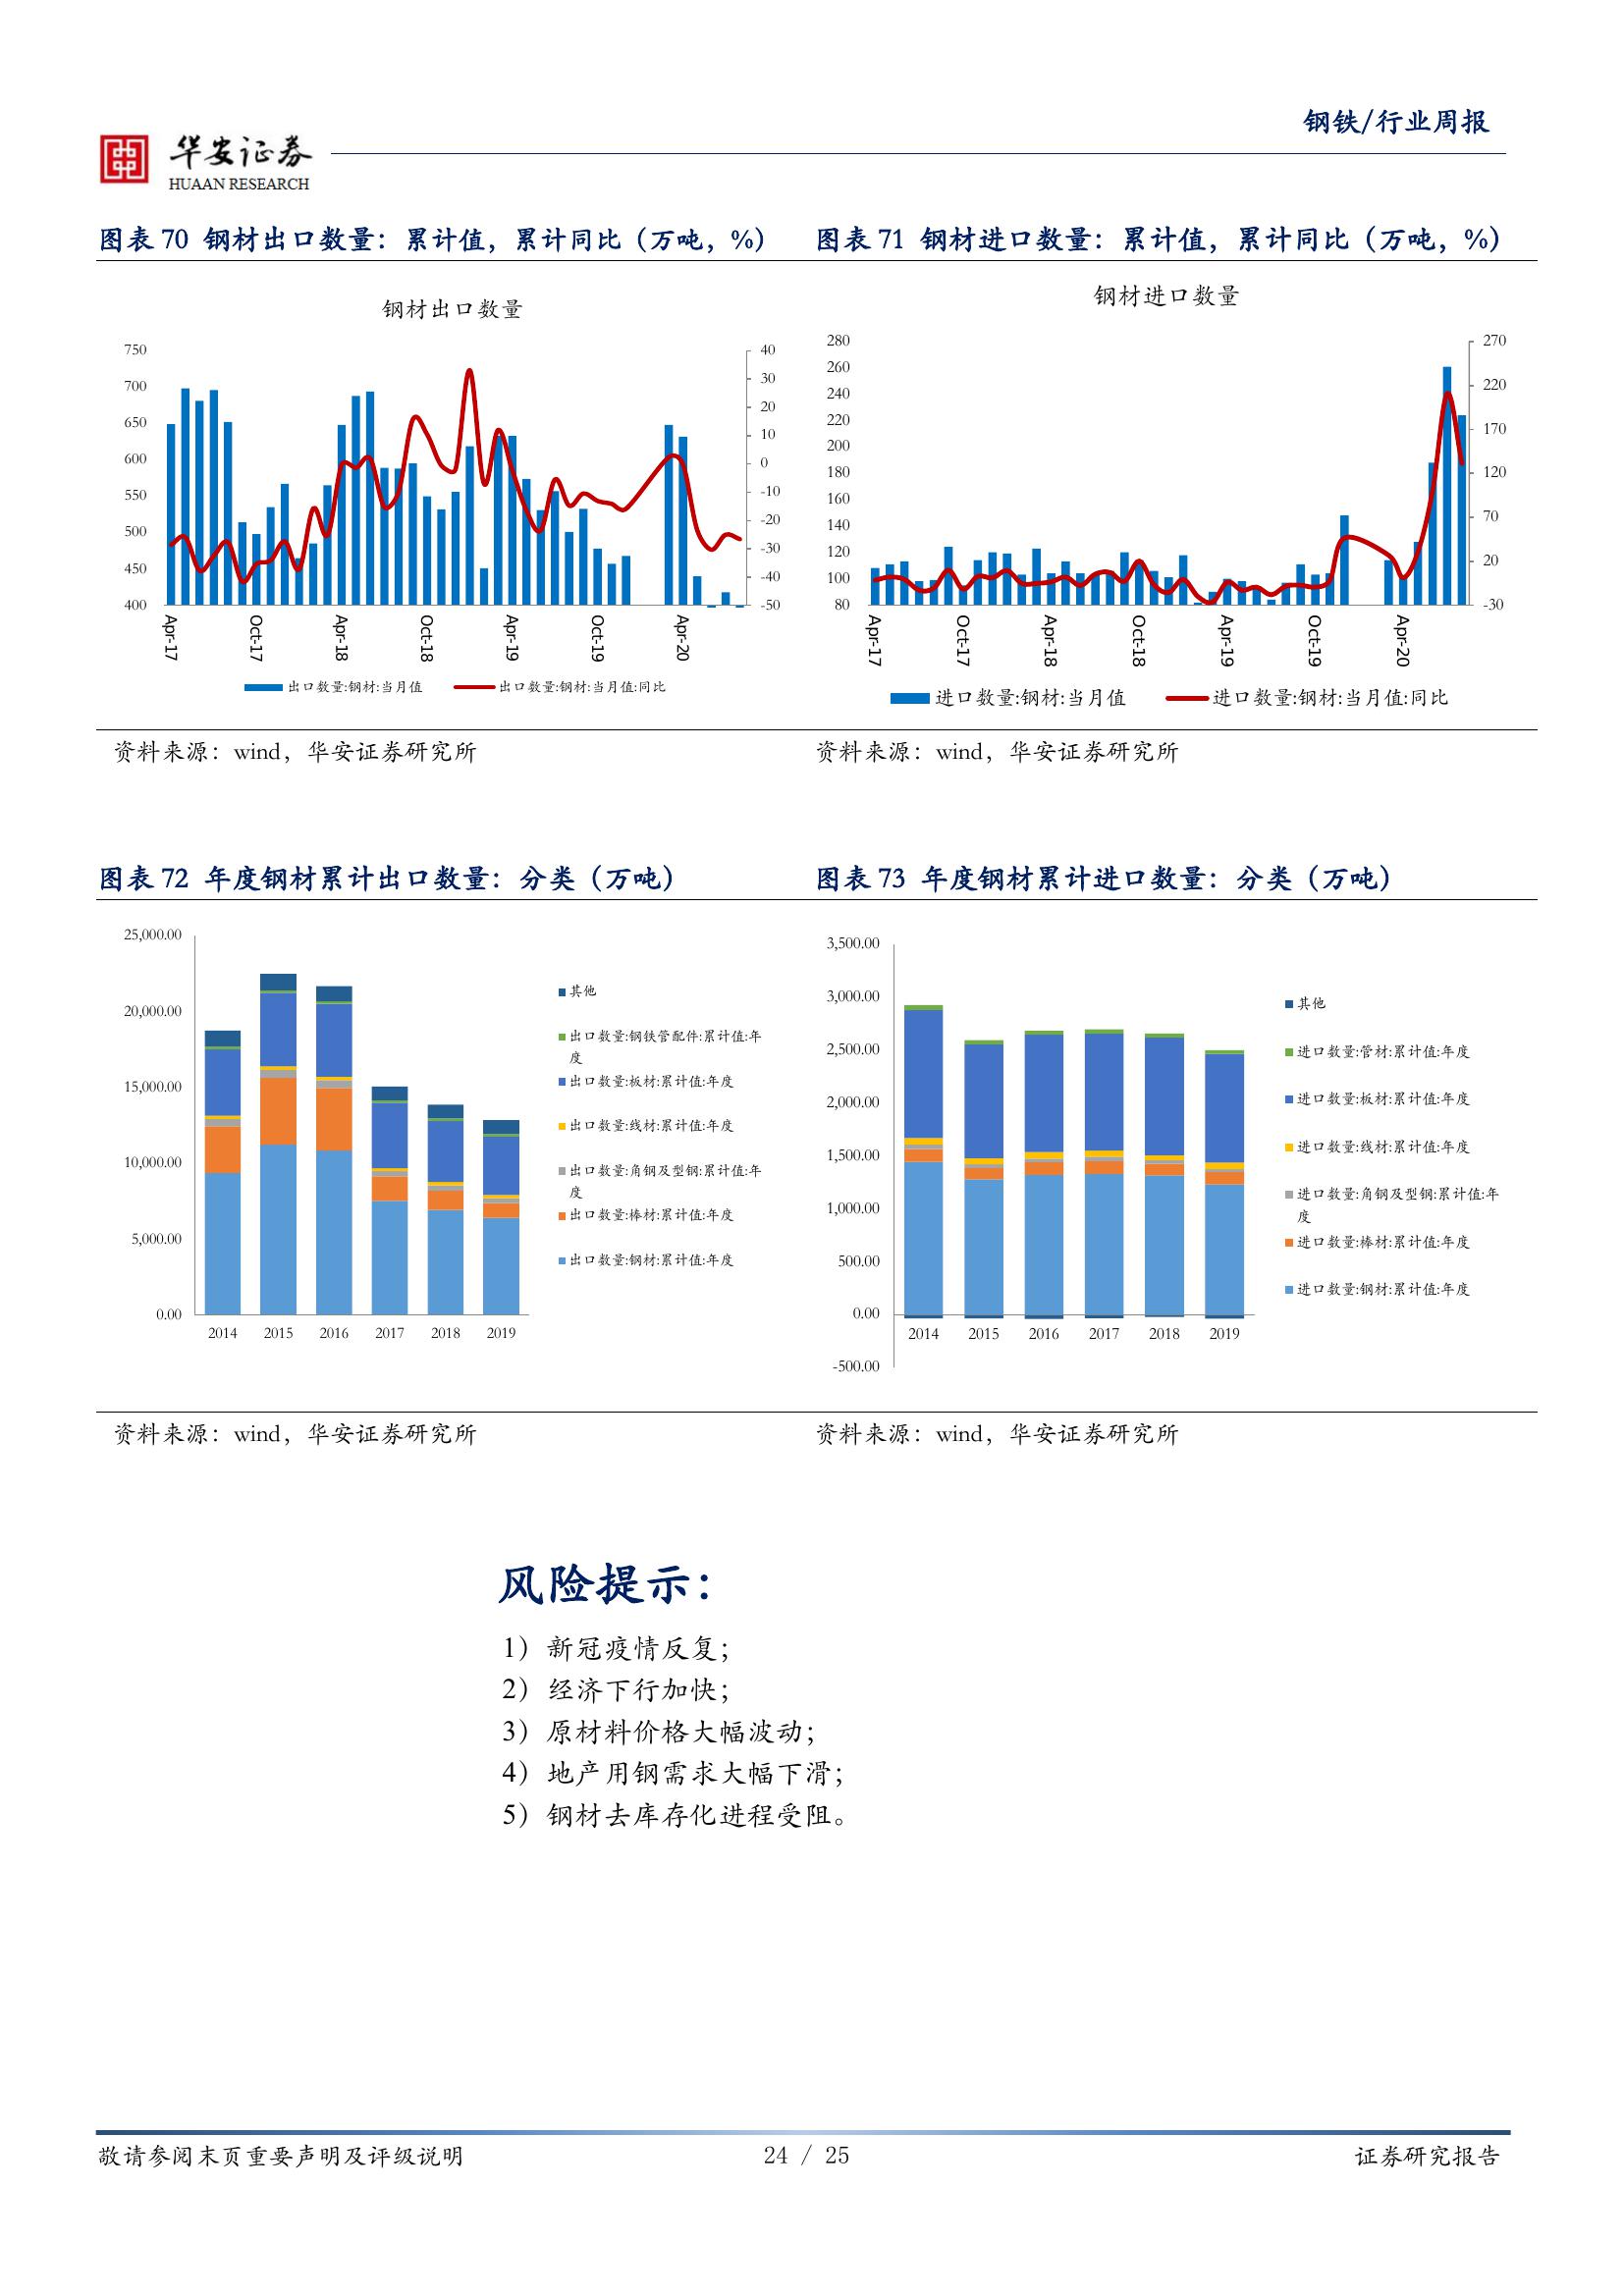 钢铁/行业周报
华安证券
HUAAN RESEARCH
图表 70 钢材出口数量：累计值，累计同比（万吨，%）
钢材出口数量
750
700
650
600
550
500
450
400
40
30
20
10
0
-10
-20
-30
-40
-50
Apr-17
Oct-17
Apr-18
Oct-18
Apr-19
Oct-19
Apr-20
出口数量:钢材:当月值
出口数量:钢材:当月值:同比
资料来源：wind，华安证券研究所
图表 71 钢材进口数量：累计值，累计同比（万吨，%）
钢材进口数量
280
260
240
220
200
180
160
140
120
100
80
270
220
170
120
70
20
-30
Apr-17
Oct-17
Apr-18
Oct-18
Apr-19
Oct-19
Apr-20
进口数量:钢材:当月值
进口数量:钢材:当月值:同比
资料来源：wind，华安证券研究所
图表 72 年度钢材累计出口数量：分类（万吨）
25,000.00
20,000.00
15,000.00
10,000.00
5,000.00
0.00
2014
2015
2016
2017
2018
2019
其他
出口数量:钢铁管配件:累计值:年
度
出口数量:板材:累计值:年度
出口数量:线材:累计值:年度
出口数量:角钢及型钢:累计值:年
度
出口数量:棒材:累计值:年度
出口数量:钢材:累计值:年度
资料来源：wind，华安证券研究所
图表 73 年度钢材累计进口数量：分类（万吨）
3,500.00
3,000.00
2,500.00
2,000.00
1,500.00
1,000.00
500.00
0.00
-500.00
2014
2015
2016
2017
2018
2019
其他
进口数量:管材:累计值:年度
进口数量:板材:累计值:年度
进口数量:线材:累计值:年度
进口数量:角钢及型钢:累计值:年
度
进口数量:棒材:累计值:年度
进口数量:钢材:累计值:年度
资料来源：wind，华安证券研究所
风险提示：
1）新冠疫情反复；
2）经济下行加快；
3）原材料价格大幅波动；
4）地产用钢需求大幅下滑；
5）钢材去库存化进程受阻。
敬请参阅末页重要声明及评级说明
24 / 25
证券研究报告